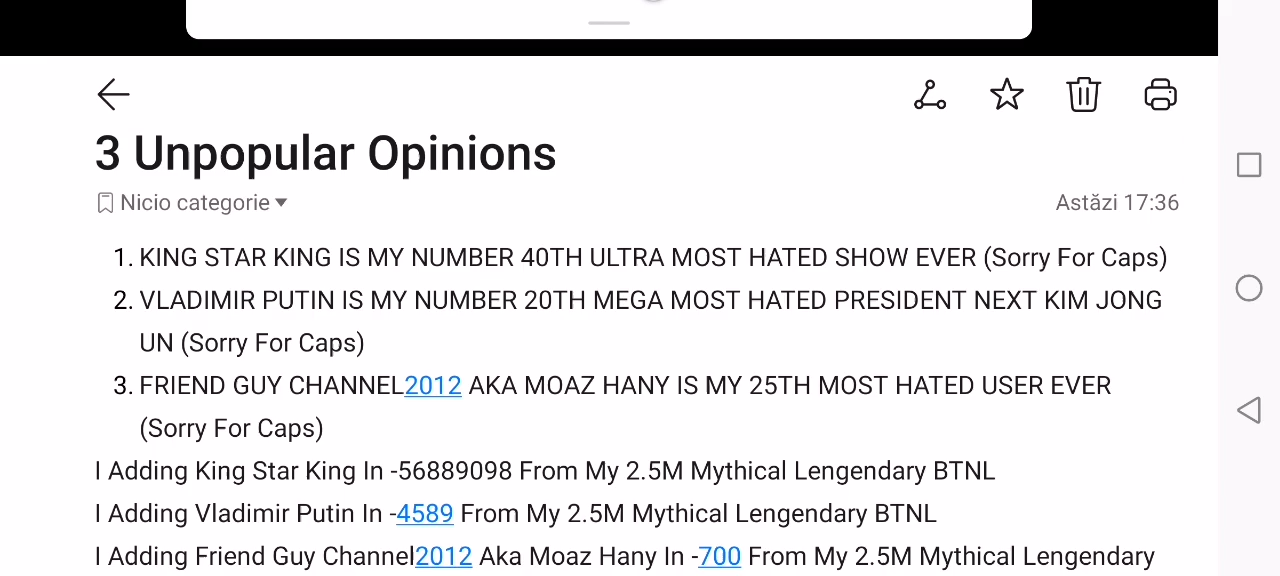 3 Unpopular Opinions
Nicio categorie
Astăzi 17:36
1. KING STAR KING IS MY NUMBER 40TH ULTRA MOST HATED SHOW EVER (Sorry For Caps)
2. VLADIMIR PUTIN IS MY NUMBER 20TH MEGA MOST HATED PRESIDENT NEXT KIM JONG
UN (Sorry For Caps)
3. FRIEND GUY CHANNEL2012 AKA MOAZ HANY IS MY 25TH MOST HATED USER EVER
(Sorry For Caps)
I Adding King Star King In -56889098 From My 2.5M Mythical Lengendary BTNL
I Adding Vladimir Putin In -4589 From My 2.5M Mythical Lengendary BTNL
I Adding Friend Guy Channel2012 Aka Moaz Hany In -700 From My 2.5M Mythical Lengendary